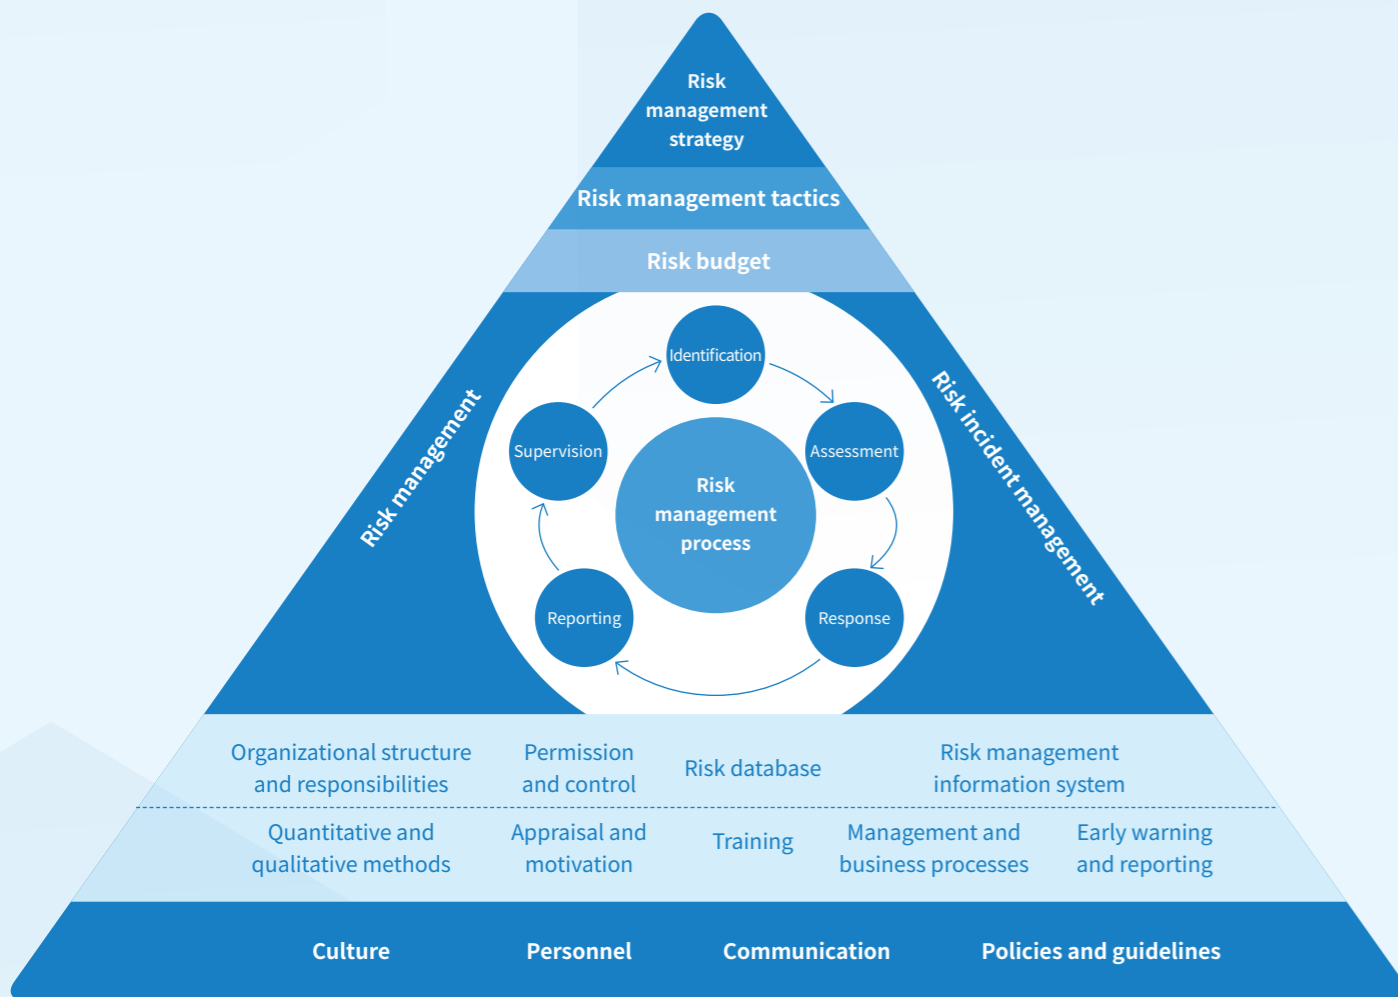 Risk
management
strategy
Risk management tactics
Risk budget
Identification
Supervision
Assessment
Risk
management
process
Reporting
Response
Risk management
Risk incident management
Organizational structure
and responsibilities
Permission
and control
Risk database
Risk management
information system
Quantitative and
qualitative methods
Appraisal and
motivation
Training
Management and
business processes
Early warning
and reporting
Culture
Personnel
Communication
Policies and guidelines